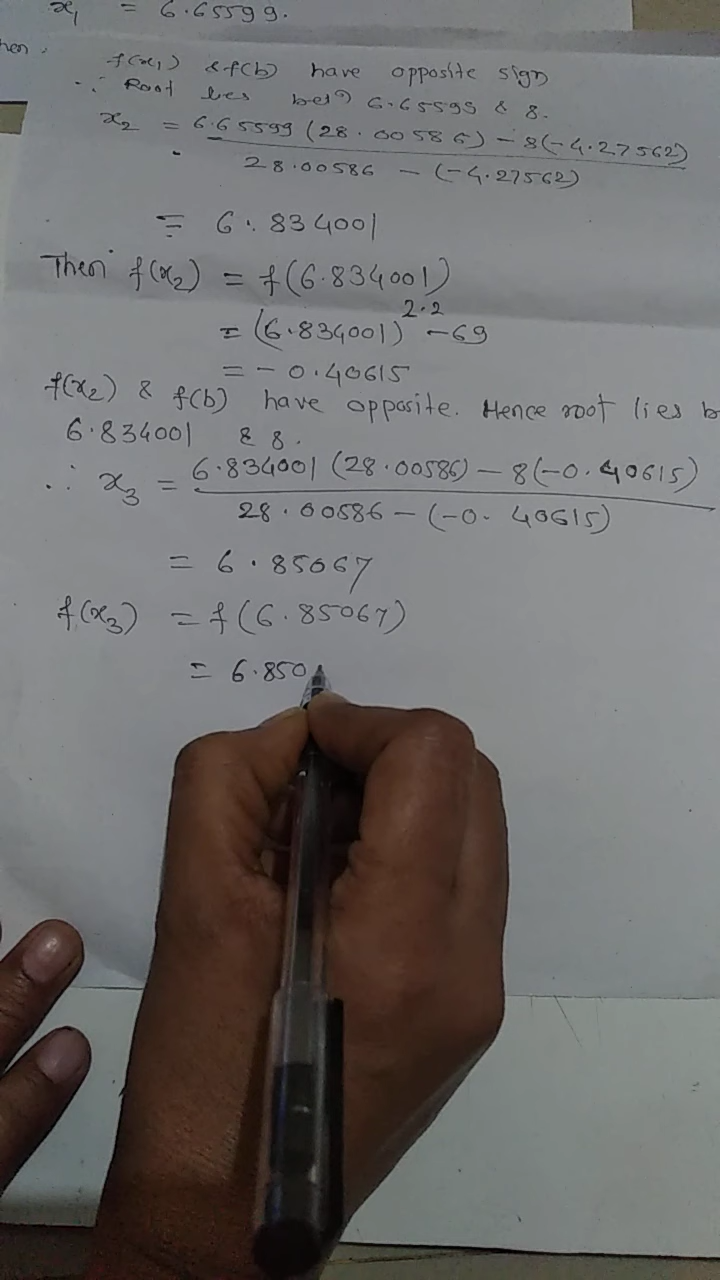 x₁ = 6.65599.
hen :
f(x₁) & f(b) have opposite sign
∴ Root lies betⁿ 6.65599 & 8.
x₂ = 6.65599 (28.00586) - 8(-4.27562)
28.00586 - (-4.27562)
= 6.834001
Then f(x₂) = f(6.834001)
= (6.834001)^2.2 - 69
= - 0.40615
f(x₂) & f(b) have opposite. Hence root lies b
6.834001 & 8.
∴ x₃ = 6.834001 (28.00586) - 8(-0.40615)
28.00586 - (-0.40615)
= 6.85067
f(x₃) = f(6.85067)
= 6.850